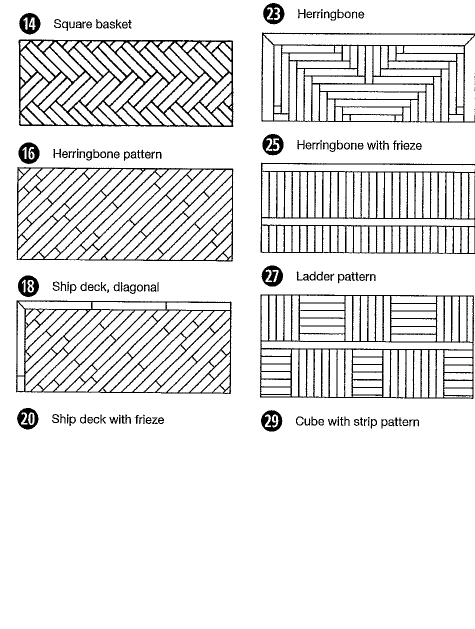 14 Square basket
16 Herringbone pattern
18 Ship deck, diagonal
20 Ship deck with frieze
23 Herringbone
25 Herringbone with frieze
27 Ladder pattern
29 Cube with strip pattern